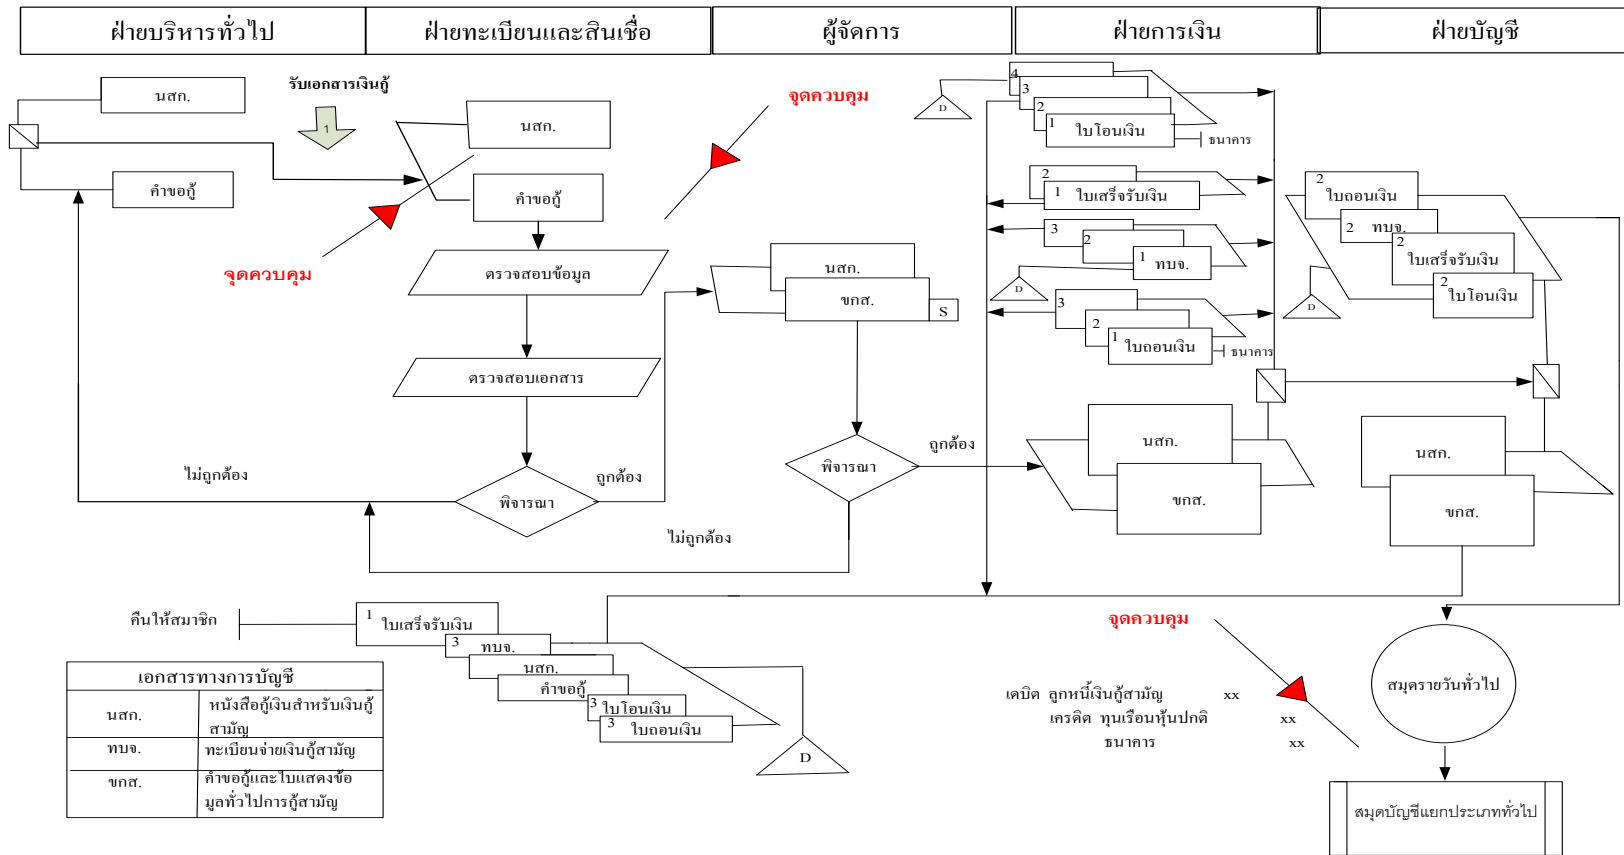 ฝ่ายบริหารทั่วไป
ฝ่ายทะเบียนและสินเชื่อ
ผู้จัดการ
ฝ่ายการเงิน
ฝ่ายบัญชี
นสก.
คำขอกู้
รับเอกสารเงินกู้
1
นสก.
คำขอกู้
จุดควบคุม
จุดควบคุม
ตรวจสอบข้อมูล
ตรวจสอบเอกสาร
พิจารณา
ไม่ถูกต้อง
ถูกต้อง
นสก.
ขกส.
S
พิจารณา
ถูกต้อง
ไม่ถูกต้อง
D
4
3
2
1
ใบโอนเงิน
ธนาคาร
2
1
ใบเสร็จรับเงิน
3
2
1
ทบจ.
D
3
2
1
ใบถอนเงิน
ธนาคาร
นสก.
ขกส.
2
ใบถอนเงิน
2
ทบจ.
2
ใบเสร็จรับเงิน
2
ใบโอนเงิน
D
นสก.
ขกส.
คืนให้สมาชิก
1
ใบเสร็จรับเงิน
3
ทบจ.
นสก.
คำขอกู้
3
ใบโอนเงิน
3
ใบถอนเงิน
D
เอกสารทางการบัญชี
นสก.
หนังสือกู้เงินสำหรับเงินกู้
สามัญ
ทบจ.
ทะเบียนจ่ายเงินกู้สามัญ
ขกส.
คำขอกู้และใบแสดงข้อ
มูลทั่วไปการกู้สามัญ
จุดควบคุม
เดบิต ลูกหนี้เงินกู้สามัญ xx
เครดิต ทุนเรือนหุ้นปกติ xx
ธนาคาร xx
สมุดรายวันทั่วไป
สมุดบัญชีแยกประเภททั่วไป